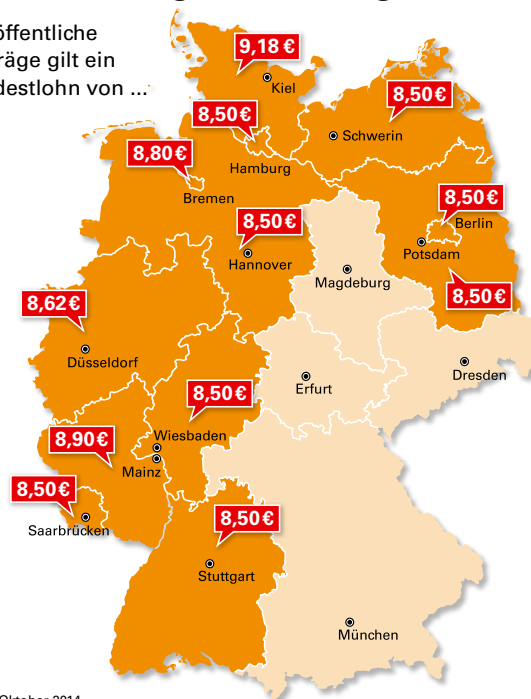 öffentliche
räge gilt ein
destlohn von ...
9,18 €
Kiel
8,50 €
Schwerin
8,50 €
Hamburg
8,80 €
Bremen
8,50 €
Berlin
Potsdam
8,50 €
8,50 €
Hannover
Magdeburg
8,62 €
Düsseldorf
Dresden
Erfurt
8,50 €
Wiesbaden
8,90 €
Mainz
8,50 €
Saarbrücken
8,50 €
Stuttgart
München